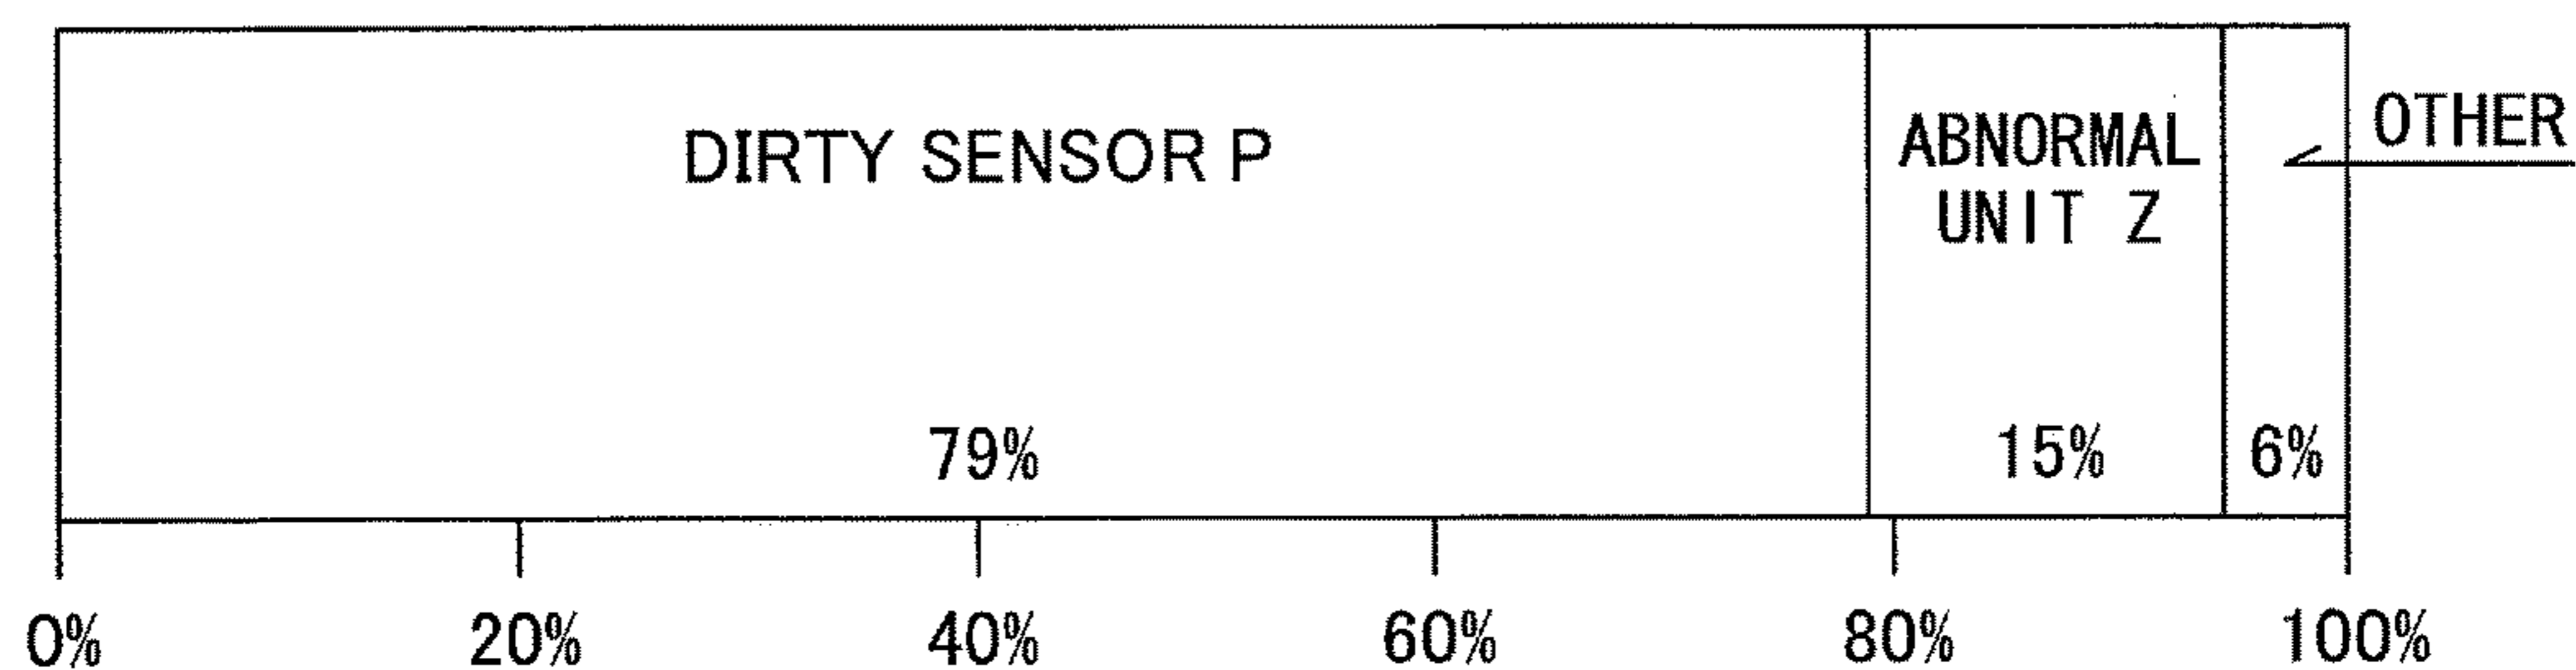 DIRTY SENSOR P
ABNORMAL
UNIT Z
OTHER
79%
15%
6%
0%
20%
40%
60%
80%
100%